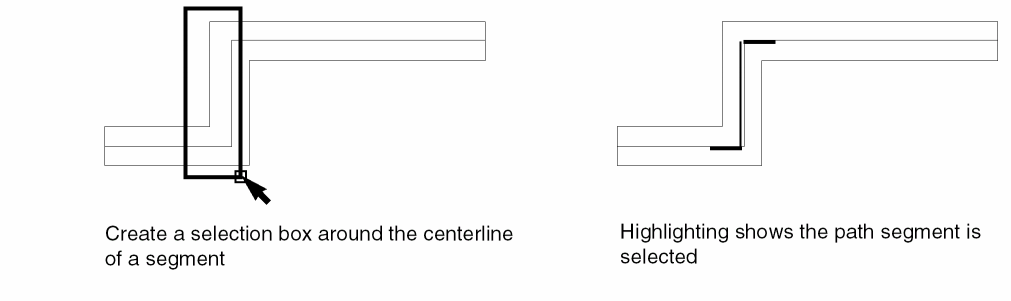 Create a selection box around the centerline
of a segment
Highlighting shows the path segment is
selected